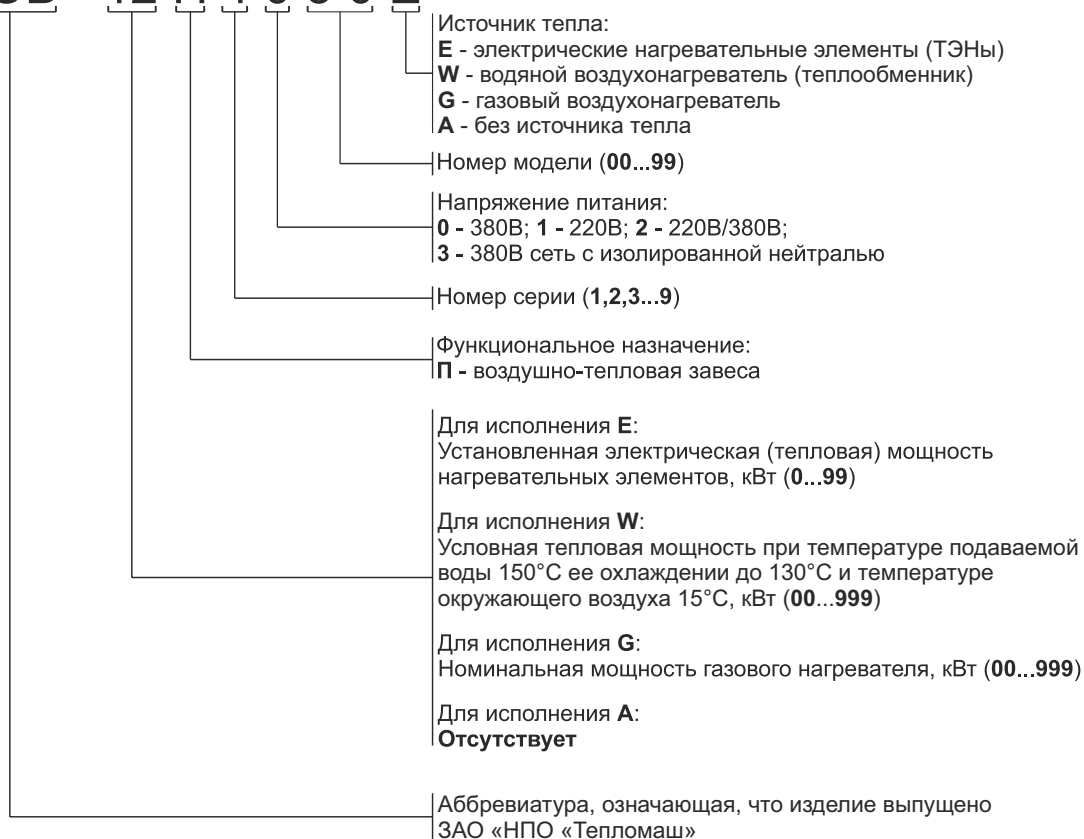 Источник тепла:
Е - электрические нагревательные элементы (ТЭНы)
W - водяной воздухонагреватель (теплообменник)
G - газовый воздухонагреватель
А - без источника тепла
Номер модели (00...99)
Напряжение питания:
0 - 380В; 1 - 220В; 2 - 220В/380В;
3 - 380В сеть с изолированной нейтралью
Номер серии (1,2,3...9)
Функциональное назначение:
П - воздушно-тепловая завеса
Для исполнения Е:
Установленная электрическая (тепловая) мощность
нагревательных элементов, кВт (0...99)
Для исполнения W:
Условная тепловая мощность при температуре подаваемой
воды 150°С ее охлаждении до 130°С и температуре
окружающего воздуха 15°С, кВт (00...999)
Для исполнения G:
Номинальная мощность газового нагревателя, кВт (00...999)
Для исполнения А:
Отсутствует
Аббревиатура, означающая, что изделие выпущено
ЗАО «НПО «Тепломаш»